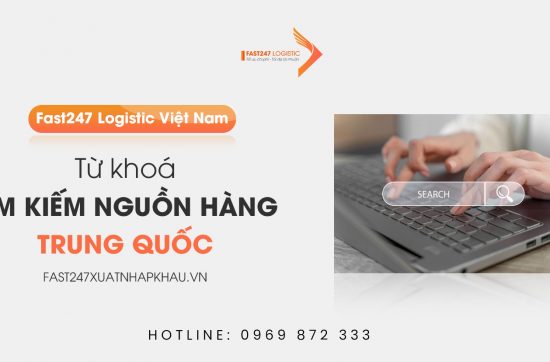 FAST247 LOGISTIC
Fast247 Logistic Việt Nam
Từ khoá
M KIẾM NGUỒN HÀNG
TRUNG QUỐC
FAST247XUATNHAPKHAU.VN
SEARCH
HOTLINE: 0969 872 333